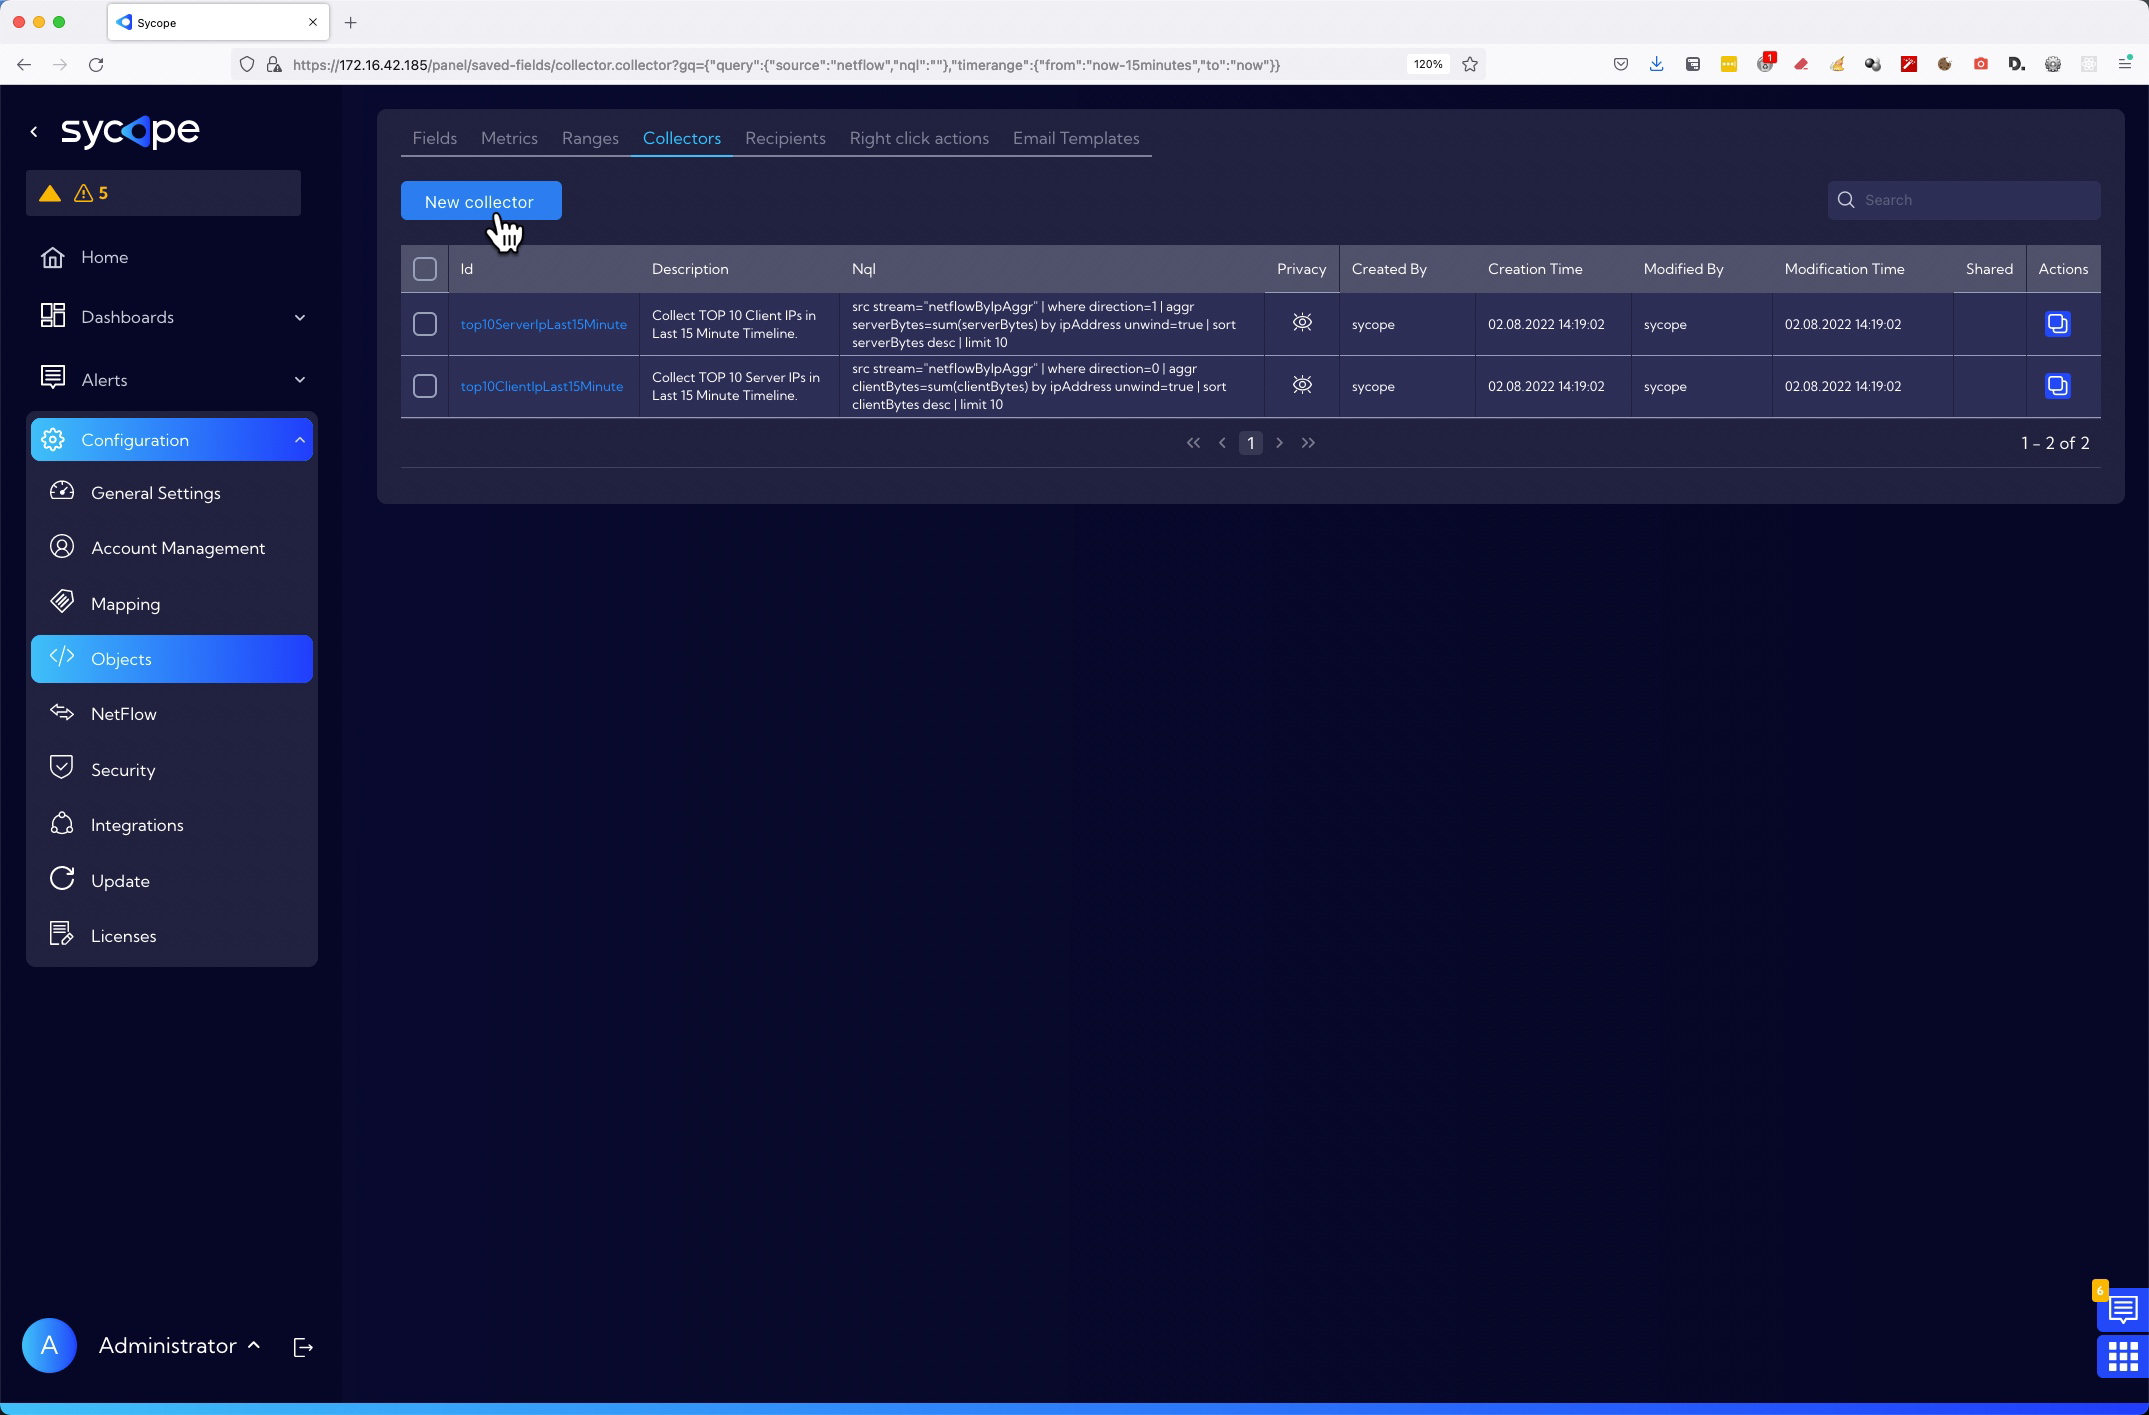 Sycope
https://172.16.42.185/panel/saved-fields/collector.collector?gq={"query":{"source":"netflow","nql":""},"timerange":{"from":"now-15minutes","to":"now"}}
120%
1
D.
sycope
5
Home
Dashboards
Alerts
Configuration
General Settings
Account Management
Mapping
Objects
NetFlow
Security
Integrations
Update
Licenses
A
Administrator
Fields Metrics Ranges Collectors Recipients Right click actions Email Templates
New collector
Search
Id Description Nql Privacy Created By Creation Time Modified By Modification Time Shared Actions
top10ServerIpLast15Minute
Collect TOP 10 Client IPs in
Last 15 Minute Timeline.
src stream="netflowByIpAggr" | where direction=1 | aggr
serverBytes=sum(serverBytes) by ipAddress unwind=true | sort
serverBytes desc | limit 10
sycope
02.08.2022 14:19:02
sycope
02.08.2022 14:19:02
top10ClientIpLast15Minute
Collect TOP 10 Server IPs in
Last 15 Minute Timeline.
src stream="netflowByIpAggr" | where direction=0 | aggr
clientBytes=sum(clientBytes) by ipAddress unwind=true | sort
clientBytes desc | limit 10
sycope
02.08.2022 14:19:02
sycope
02.08.2022 14:19:02
1
1 - 2 of 2
6